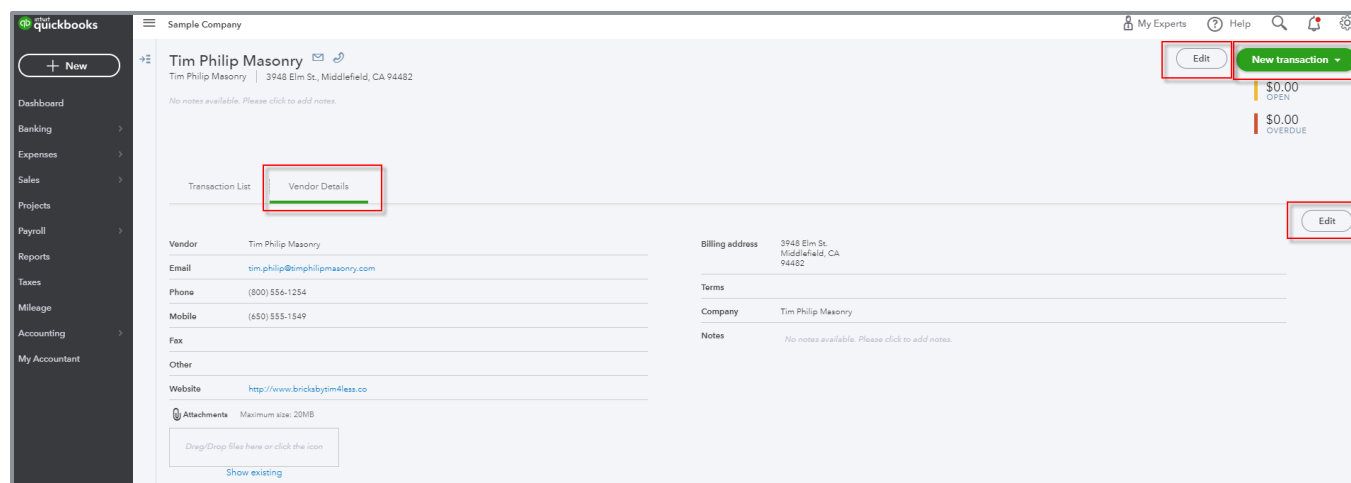 qb intuit quickbooks
Sample Company
My Experts
Help
+ New
Dashboard
Banking
Expenses
Sales
Projects
Payroll
Reports
Taxes
Mileage
Accounting
My Accountant
Tim Philip Masonry
Tim Philip Masonry | 3948 Elm St., Middlefield, CA 94482
No notes available. Please click to add notes.
Edit
New transaction
$0.00
OPEN
$0.00
OVERDUE
Transaction List
Vendor Details
Edit
Vendor Tim Philip Masonry
Email tim.philip@timphilipmasonry.com
Phone (800) 556-1254
Mobile (650) 555-1549
Fax
Other
Website http://www.bricksbytim4less.co
Attachments Maximum size: 20MB
Drag/Drop files here or click the icon
Show existing
Billing address 3948 Elm St.
Middlefield, CA
94482
Terms
Company Tim Philip Masonry
Notes No notes available. Please click to add notes.